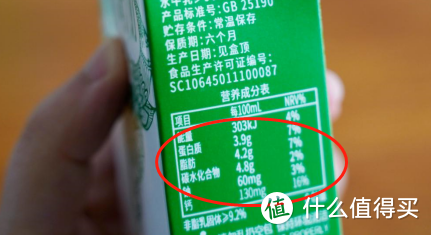 产品标准号: GB 25190
贮存条件: 常温保存
保质期: 六个月
生产日期: 见盒顶
食品生产许可证编号:
SC10645011100087
营养成分表
项目 每100mL NRV%
能量 303kJ 4%
蛋白质 3.9g 7%
脂肪 4.2g 7%
碳水化合物 4.8g 2%
钠 60mg 3%
钙 130mg 16%
非脂乳固体≥9.2%
值 什么值得买